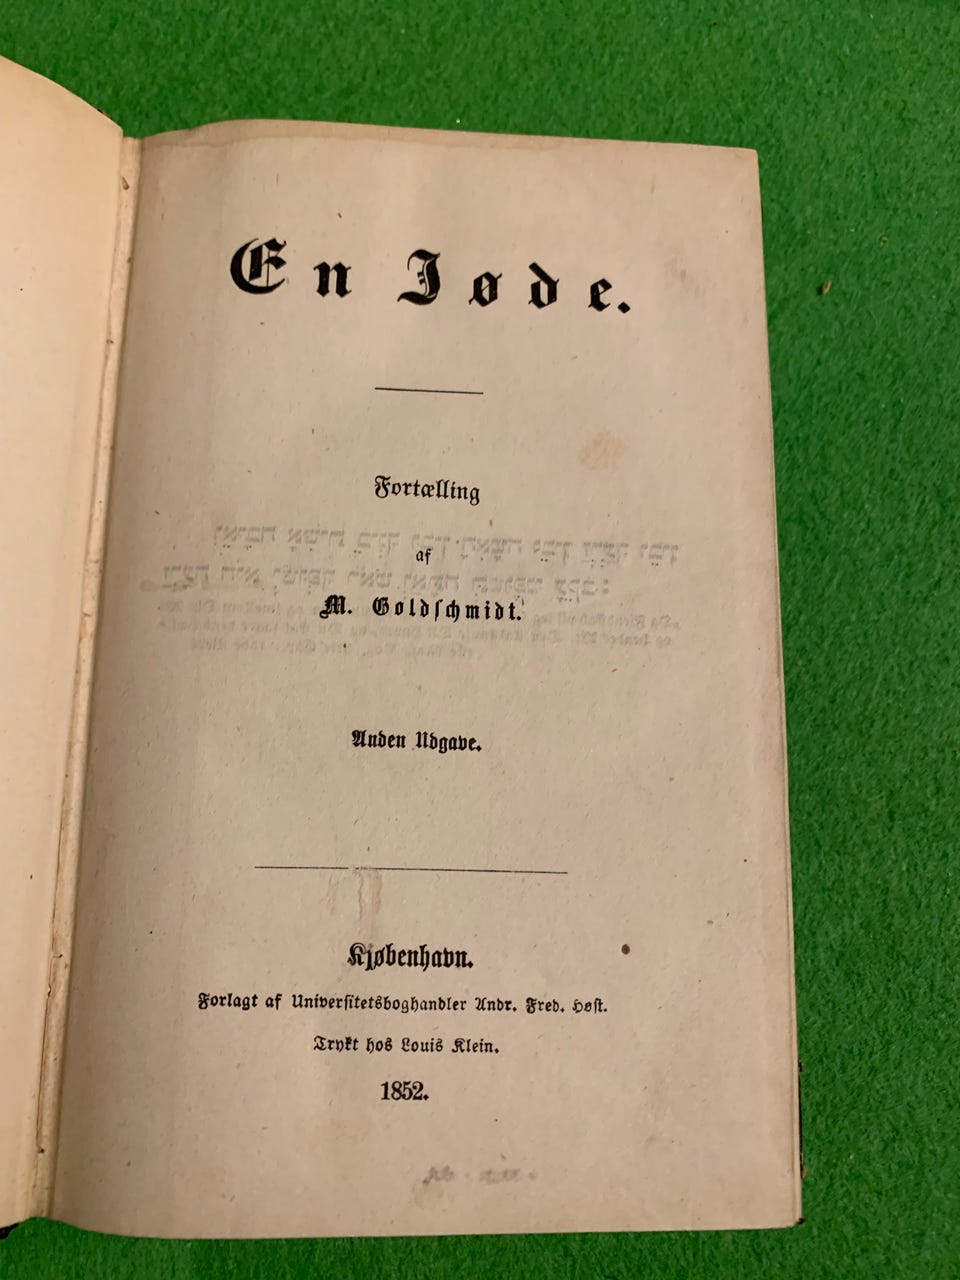 En Jøde.
Fortælling
af
M. Goldschmidt.
Anden Udgave.
Kjøbenhavn.
Forlagt af Universitetsboghandler Andr. Fred. Høst.
Trykt hos Louis Klein.
1852.